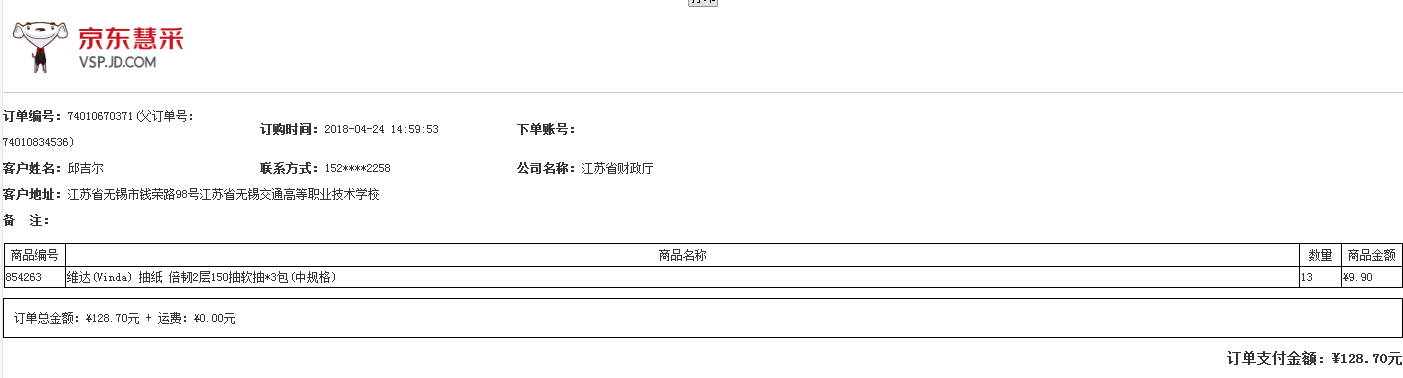 京东慧采
VSP.JD.COM
订单编号：74010670371(父订单号：
74010834536)
订购时间：2018-04-24 14:59:53
下单账号：
客户姓名：邱吉尔
联系方式：152****2258
公司名称：江苏省财政厅
客户地址：江苏省无锡市钱荣路98号江苏省无锡交通高等职业技术学校
备 注：
商品编号 商品名称 数量 商品金额
854263 维达(Vinda) 抽纸 倍韧2层150抽软抽*3包(中规格) 13 ¥9.90
订单总金额：¥128.70元 + 运费：¥0.00元
订单支付金额：¥128.70元